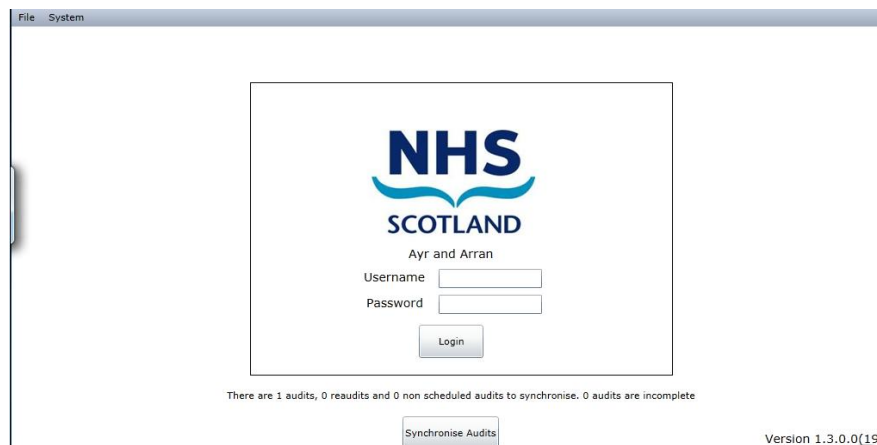 File System
NHS
SCOTLAND
Ayr and Arran
Username
Password
Login
There are 1 audits, 0 reaudits and 0 non scheduled audits to synchronise. 0 audits are incomplete
Synchronise Audits
Version 1.3.0.0(19